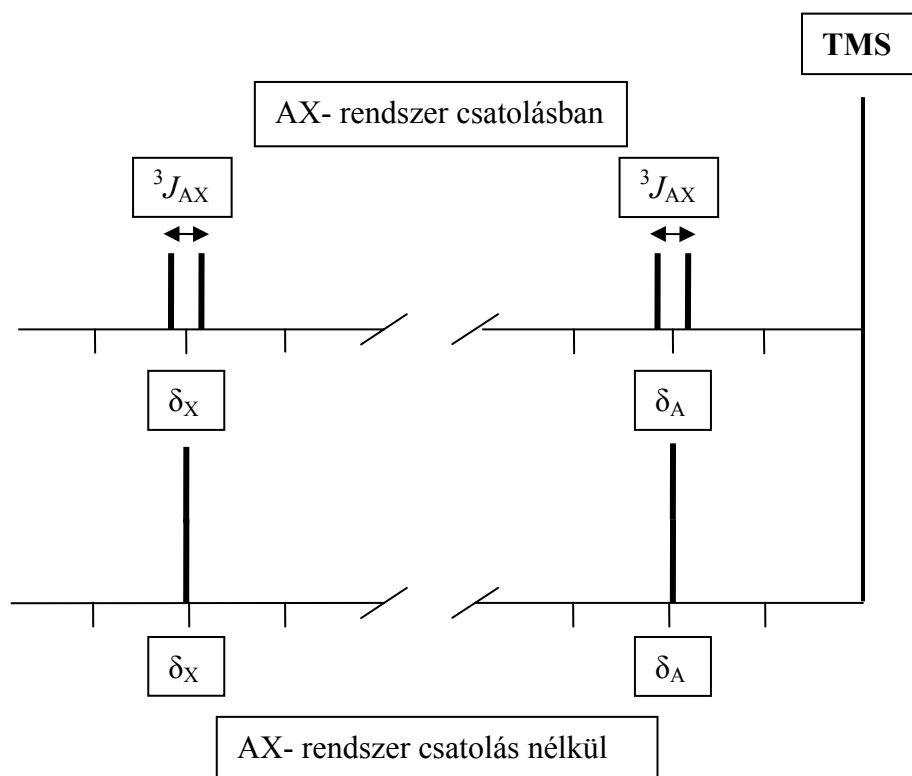 TMS
AX- rendszer csatolásban
³J_AX ³J_AX
δ_X δ_A
δ_X δ_A
AX- rendszer csatolás nélkül